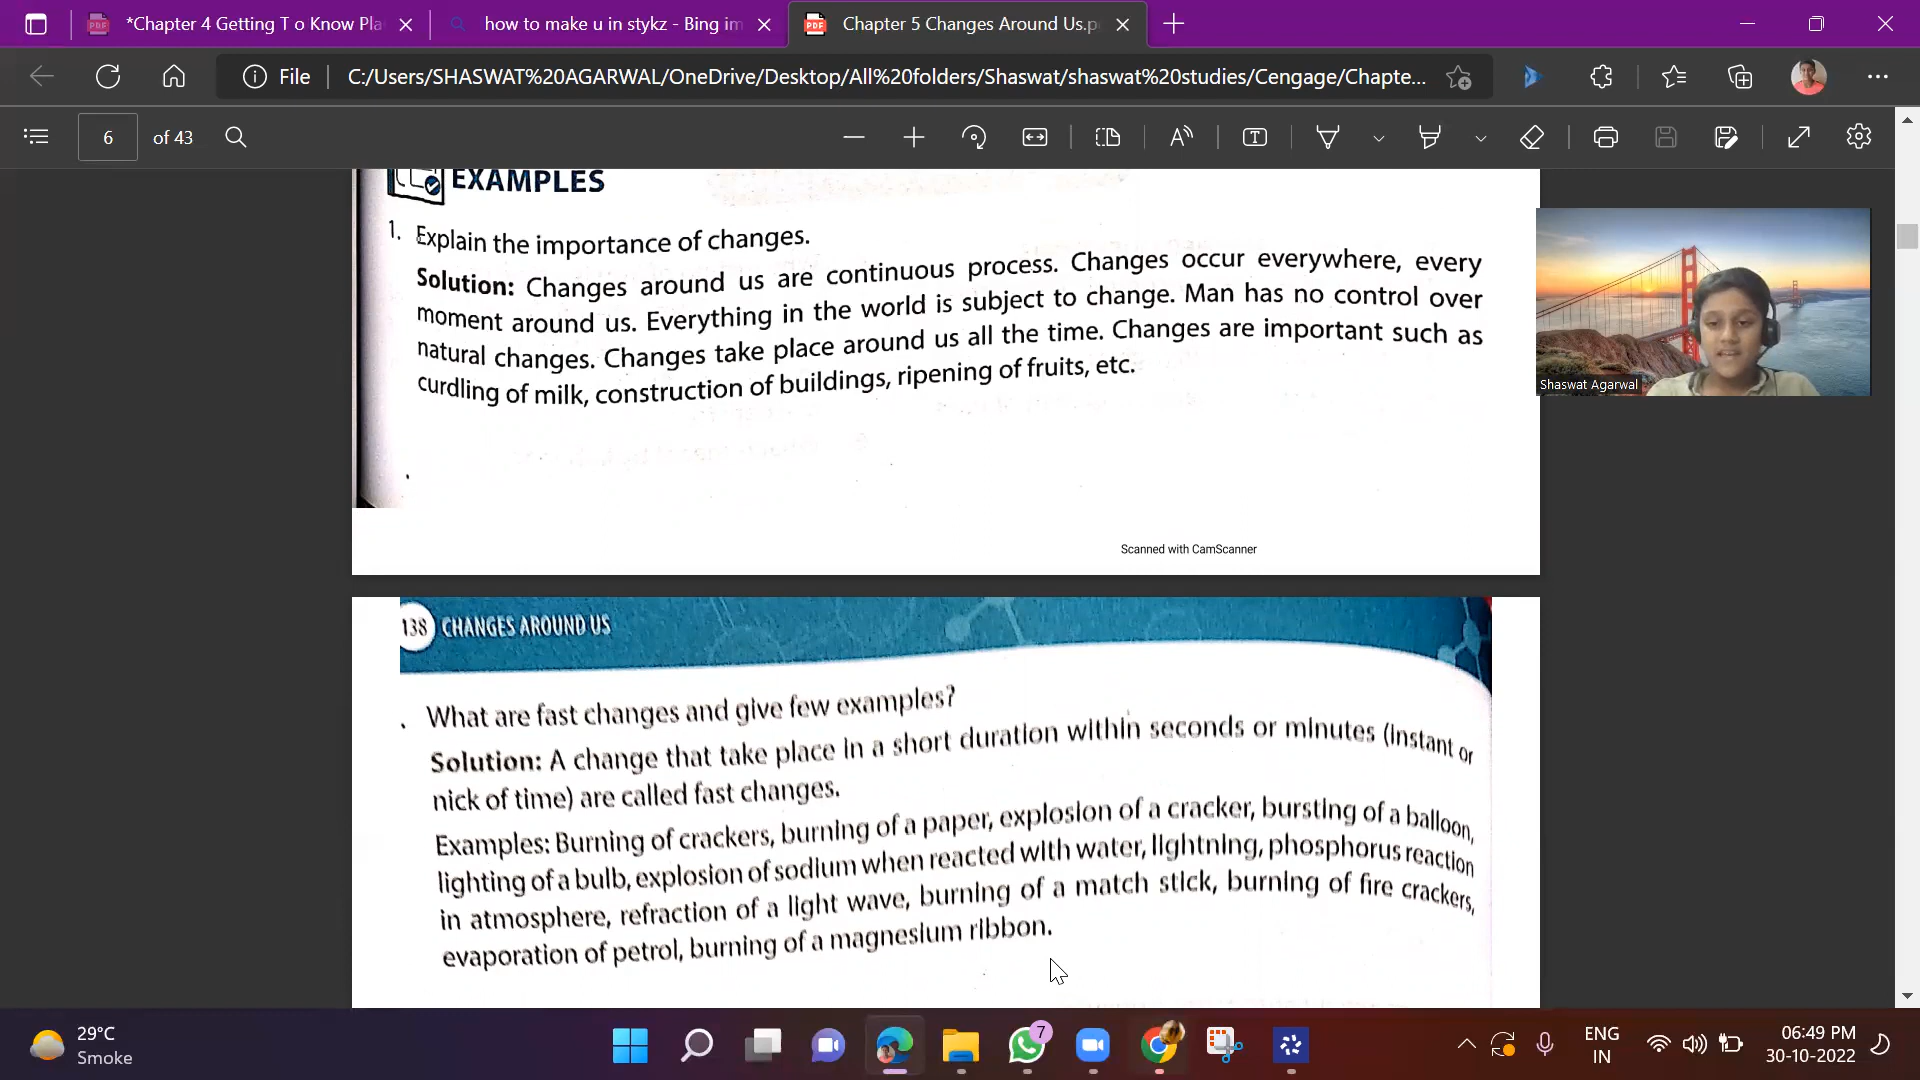 *Chapter 4 Getting T o Know Pla
how to make u in stykz - Bing im
Chapter 5 Changes Around Us.p
File
C:/Users/SHASWAT%20AGARWAL/OneDrive/Desktop/All%20folders/Shaswat/shaswat%20studies/Cengage/Chapte...
6
of 43
EXAMPLES
1. Explain the importance of changes.
Solution: Changes around us are continuous process. Changes occur everywhere, every
moment around us. Everything in the world is subject to change. Man has no control over
natural changes. Changes take place around us all the time. Changes are important such as
curdling of milk, construction of buildings, ripening of fruits, etc.
Shaswat Agarwal
Scanned with CamScanner
138 CHANGES AROUND US
. What are fast changes and give few examples?
Solution: A change that take place in a short duration within seconds or minutes (instant or
nick of time) are called fast changes.
Examples: Burning of crackers, burning of a paper, explosion of a cracker, bursting of a balloon,
lighting of a bulb, explosion of sodium when reacted with water, lightning, phosphorus reaction
in atmosphere, refraction of a light wave, burning of a match stick, burning of fire crackers,
evaporation of petrol, burning of a magnesium ribbon.
29°C
Smoke
7
ENG
IN
06:49 PM
30-10-2022